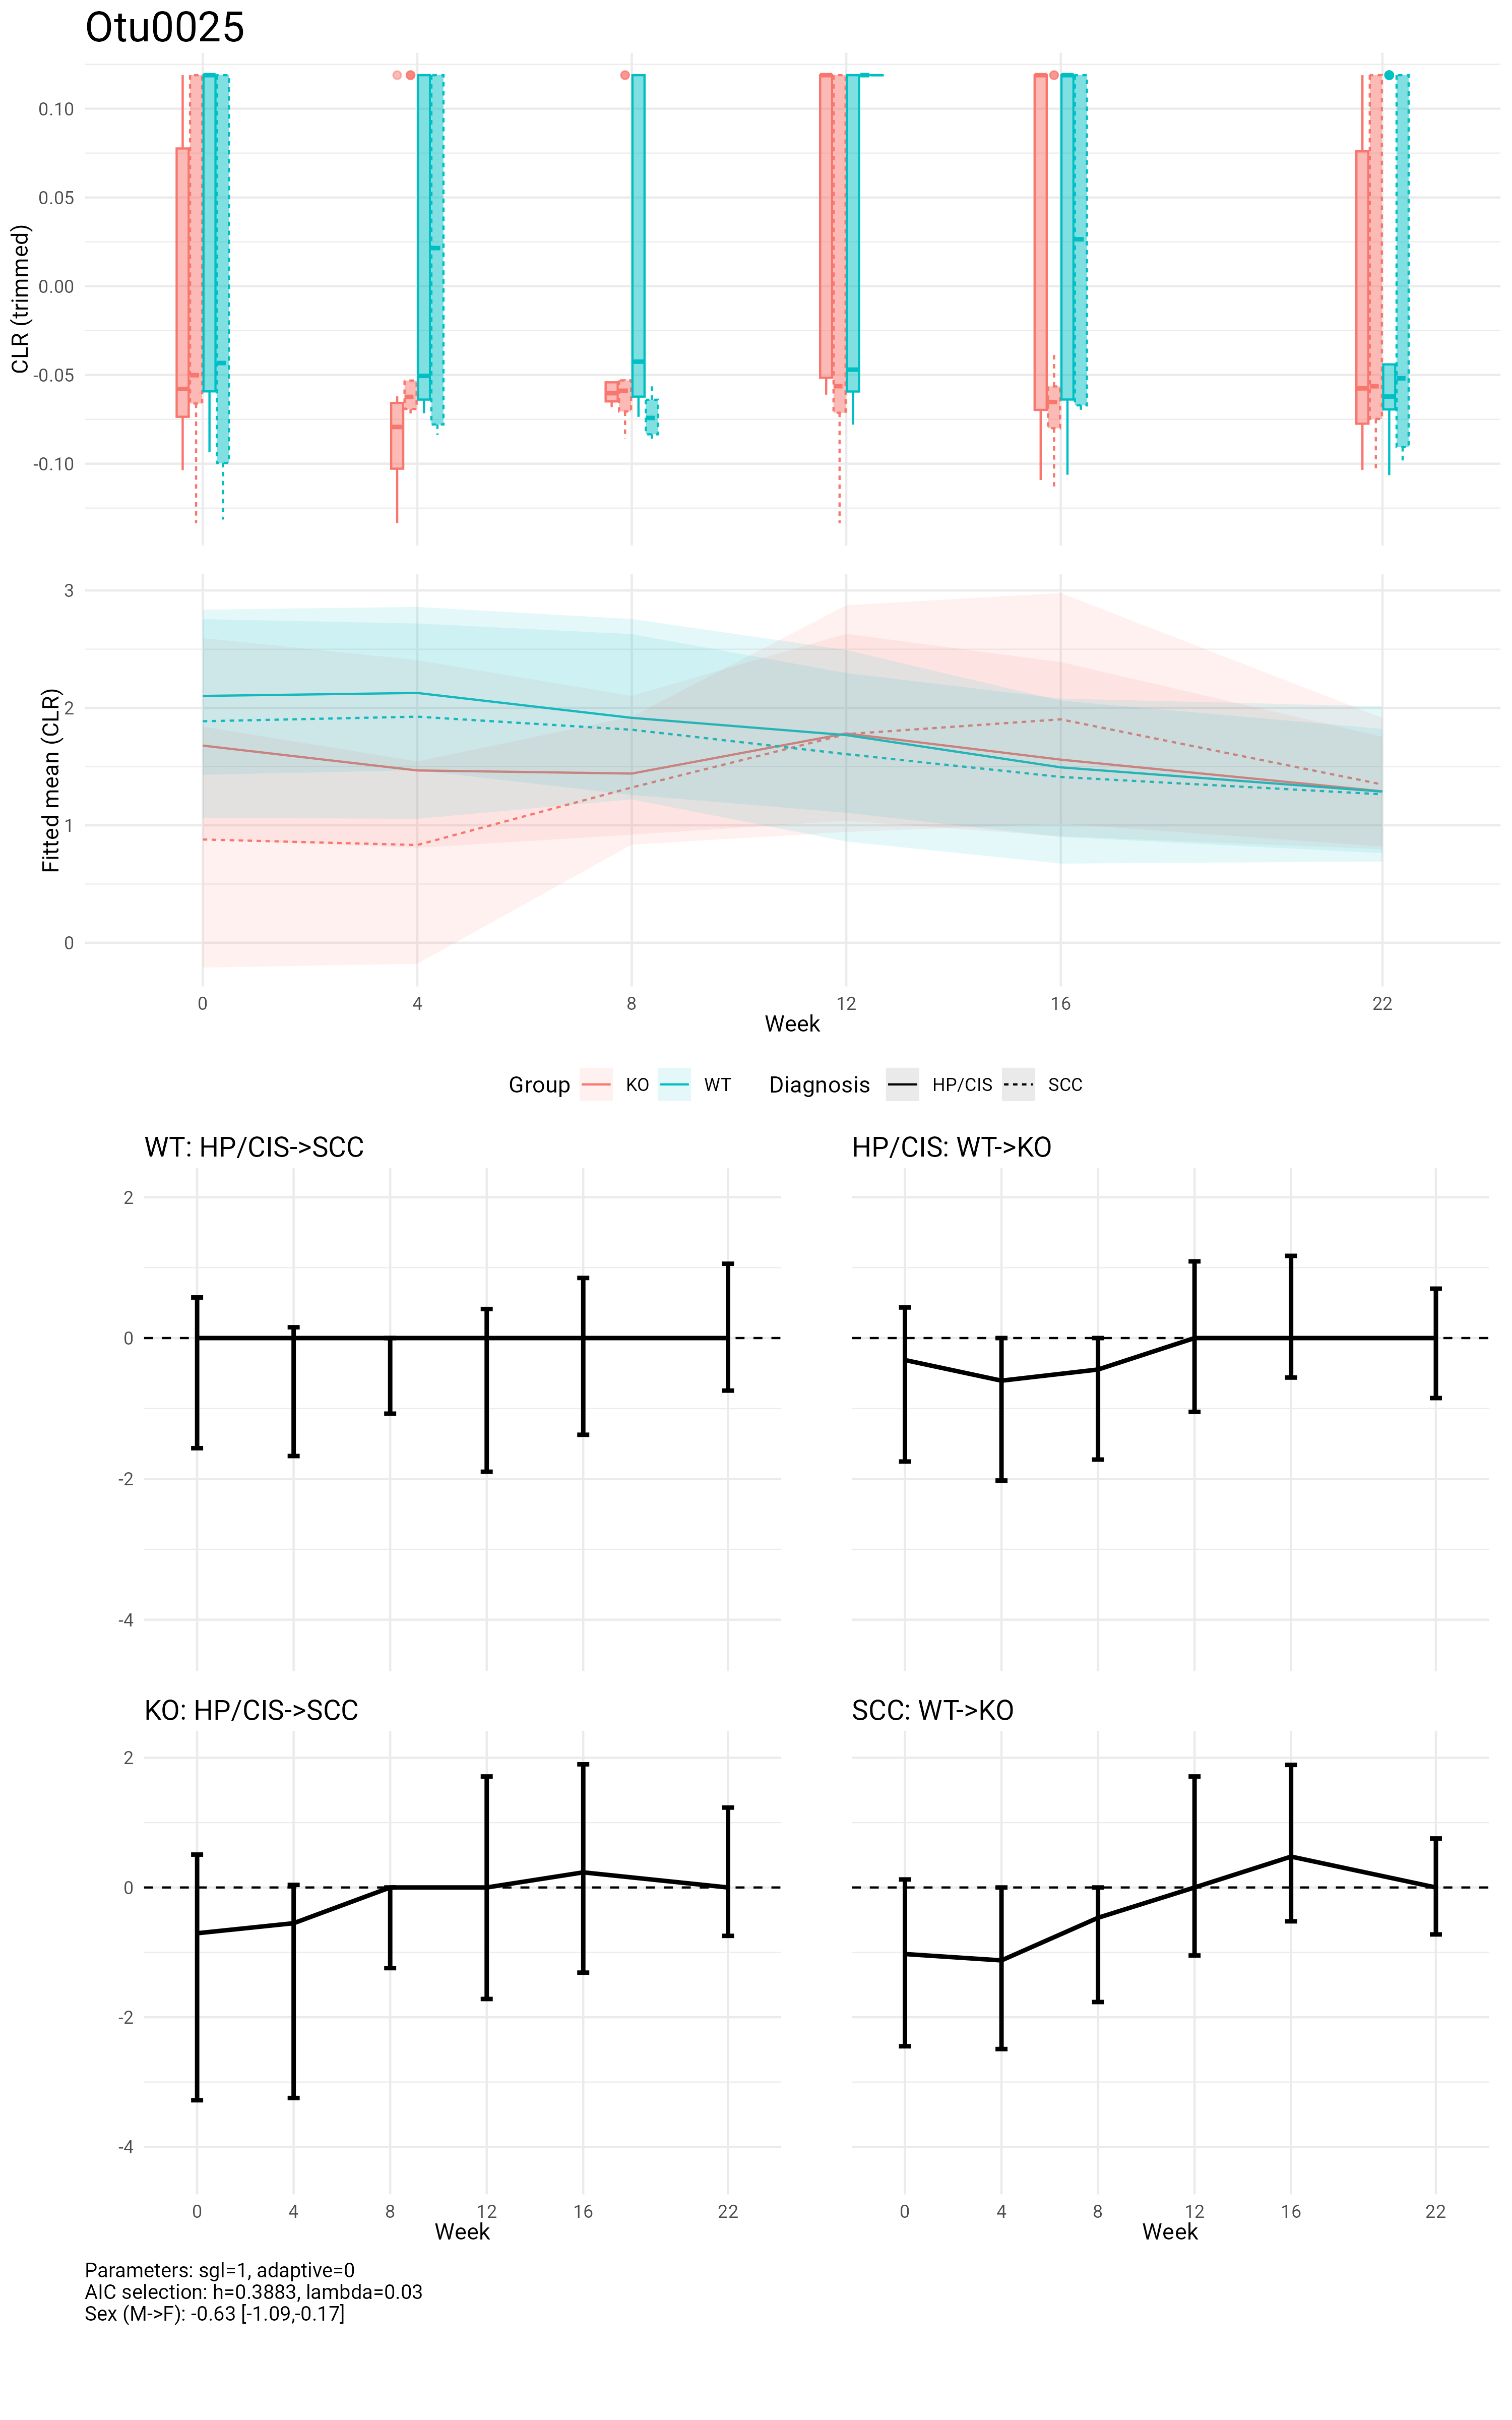 Otu0025
CLR (trimmed)
0.10
0.05
0.00
-0.05
-0.10
Fitted mean (CLR)
3
2
1
0
0 4 8 12 16 22
Week
Group KO WT Diagnosis HP/CIS SCC
WT: HP/CIS->SCC
2
0
-2
-4
HP/CIS: WT->KO
KO: HP/CIS->SCC
2
0
-2
-4
0 4 8 12 16 22
Week
SCC: WT->KO
0 4 8 12 16 22
Week
Parameters: sgl=1, adaptive=0
AIC selection: h=0.3883, lambda=0.03
Sex (M->F): -0.63 [-1.09,-0.17]